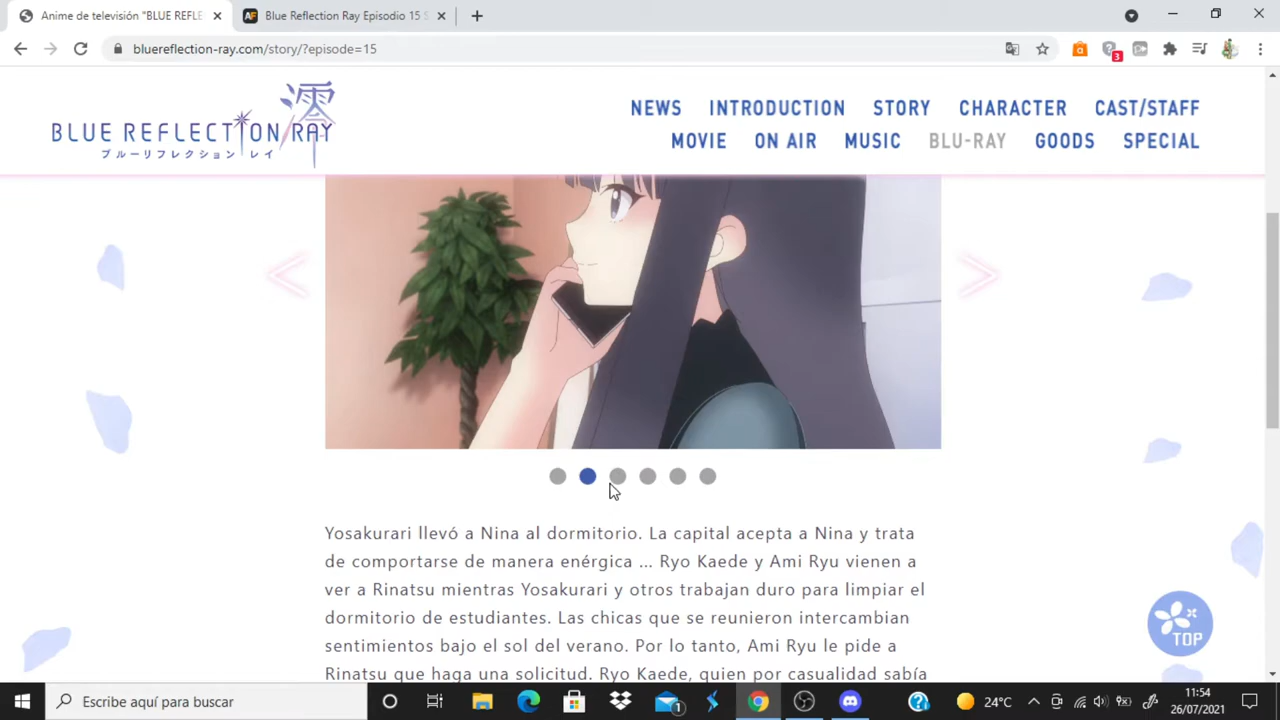 Anime de televisión "BLUE REFLE
Blue Reflection Ray Episodio 15 S
bluereflection-ray.com/story/?episode=15
3
澪
BLUE REFLECTION RAY
ブルーリフレクション レイ
NEWS INTRODUCTION STORY CHARACTER CAST/STAFF
MOVIE ON AIR MUSIC BLU-RAY GOODS SPECIAL
Yosakurari llevó a Nina al dormitorio. La capital acepta a Nina y trata
de comportarse de manera enérgica ... Ryo Kaede y Ami Ryu vienen a
ver a Rinatsu mientras Yosakurari y otros trabajan duro para limpiar el
dormitorio de estudiantes. Las chicas que se reunieron intercambian
sentimientos bajo el sol del verano. Por lo tanto, Ami Ryu le pide a
Rinatsu que haga una solicitud. Ryo Kaede, quien por casualidad sabía
TOP
Escribe aquí para buscar
1
24°C
11:54
26/07/2021